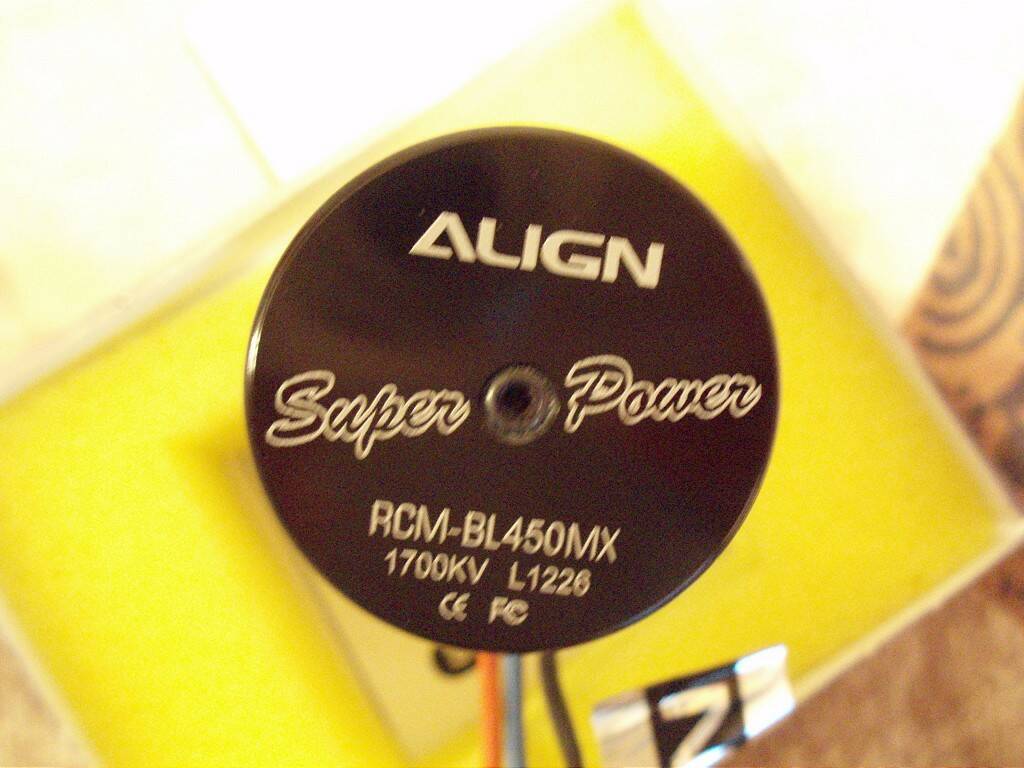 ALIGN
Super Power
RCM-BL450MX
1700KV L1226
CE FC